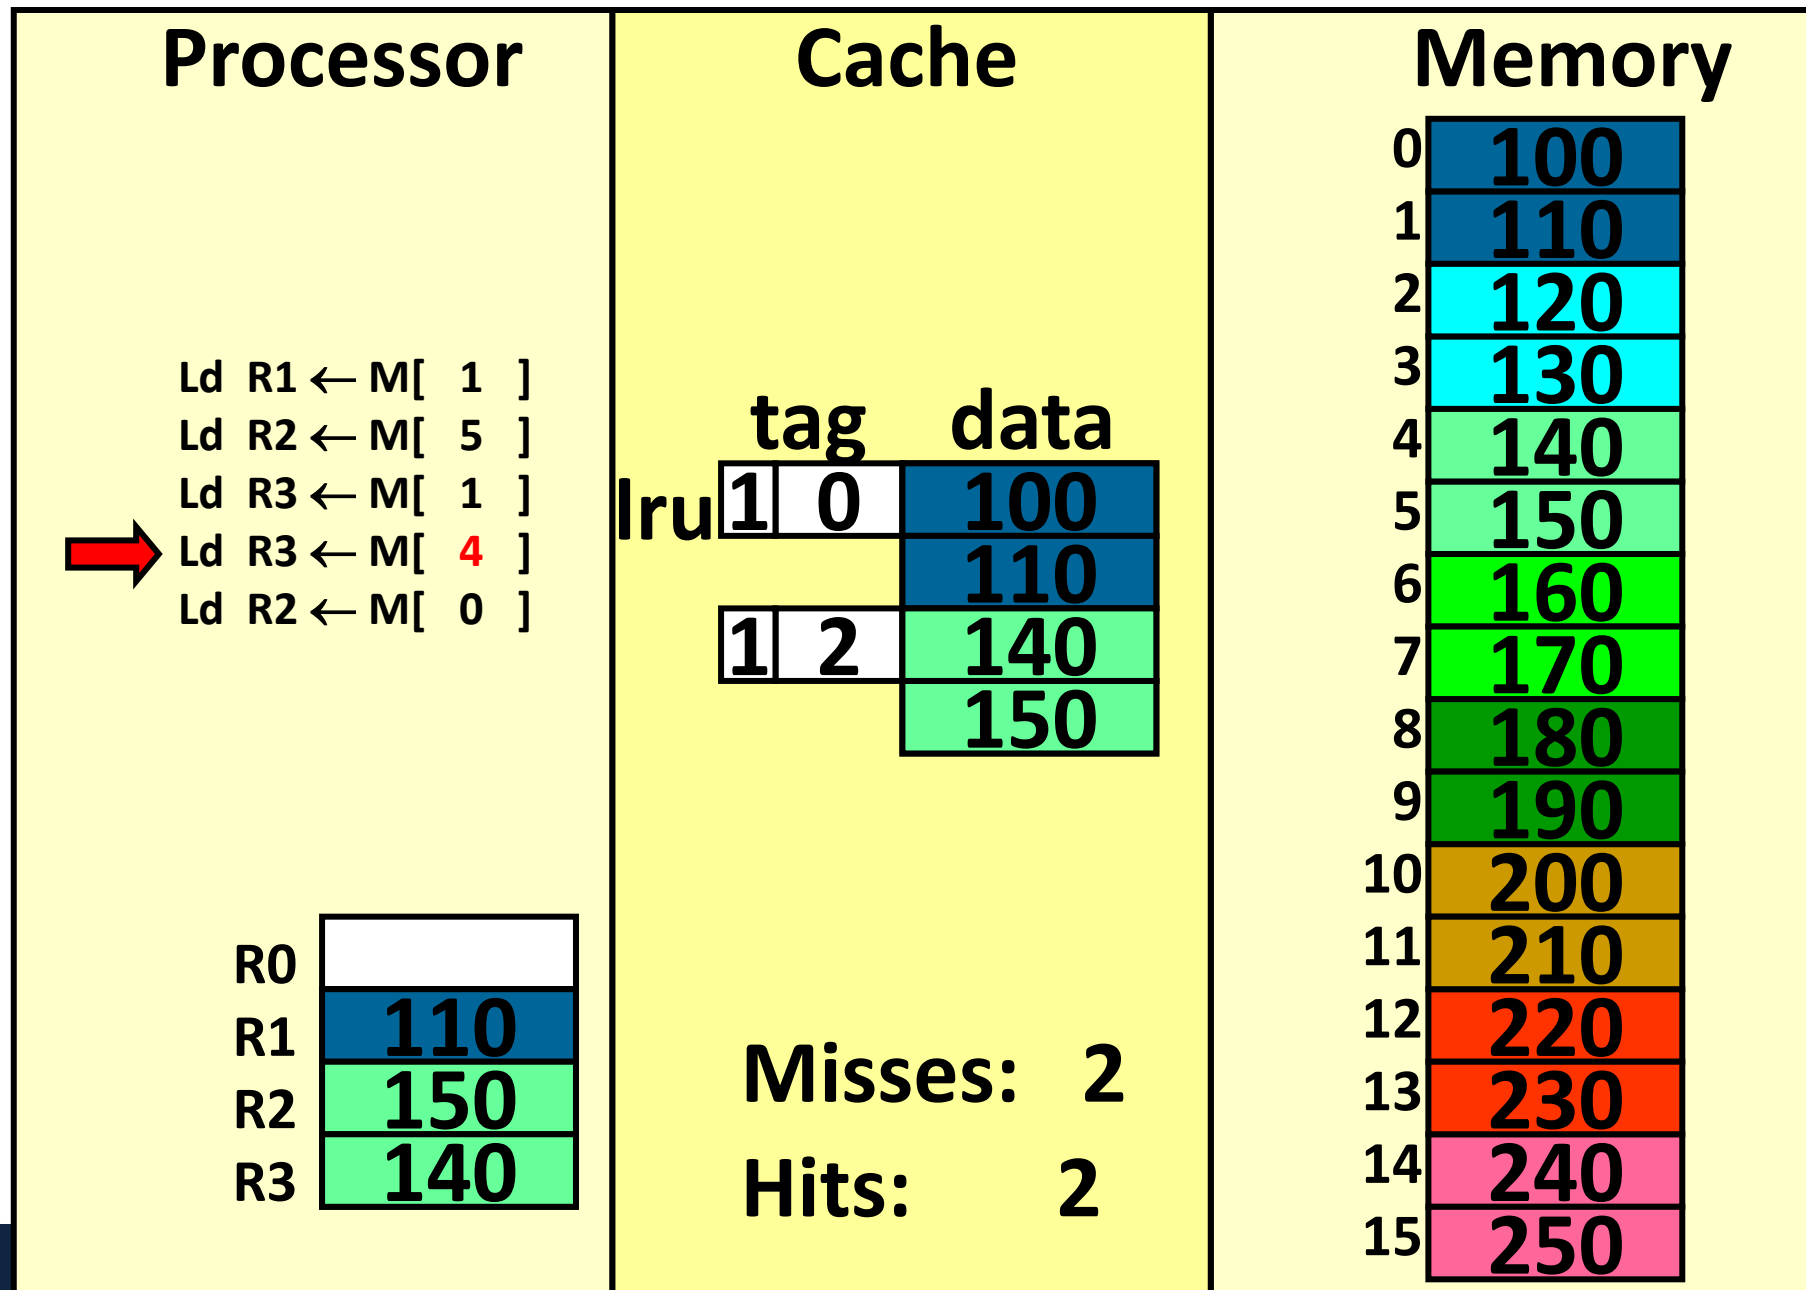 Processor
Ld R1 ← M[ 1 ]
Ld R2 ← M[ 5 ]
Ld R3 ← M[ 1 ]
Ld R3 ← M[ 4 ]
Ld R2 ← M[ 0 ]
R0
R1 110
R2 150
R3 140
Cache
tag data
lru 1 0 100
110
1 2 140
150
Misses: 2
Hits: 2
Memory
0 100
1 110
2 120
3 130
4 140
5 150
6 160
7 170
8 180
9 190
10 200
11 210
12 220
13 230
14 240
15 250